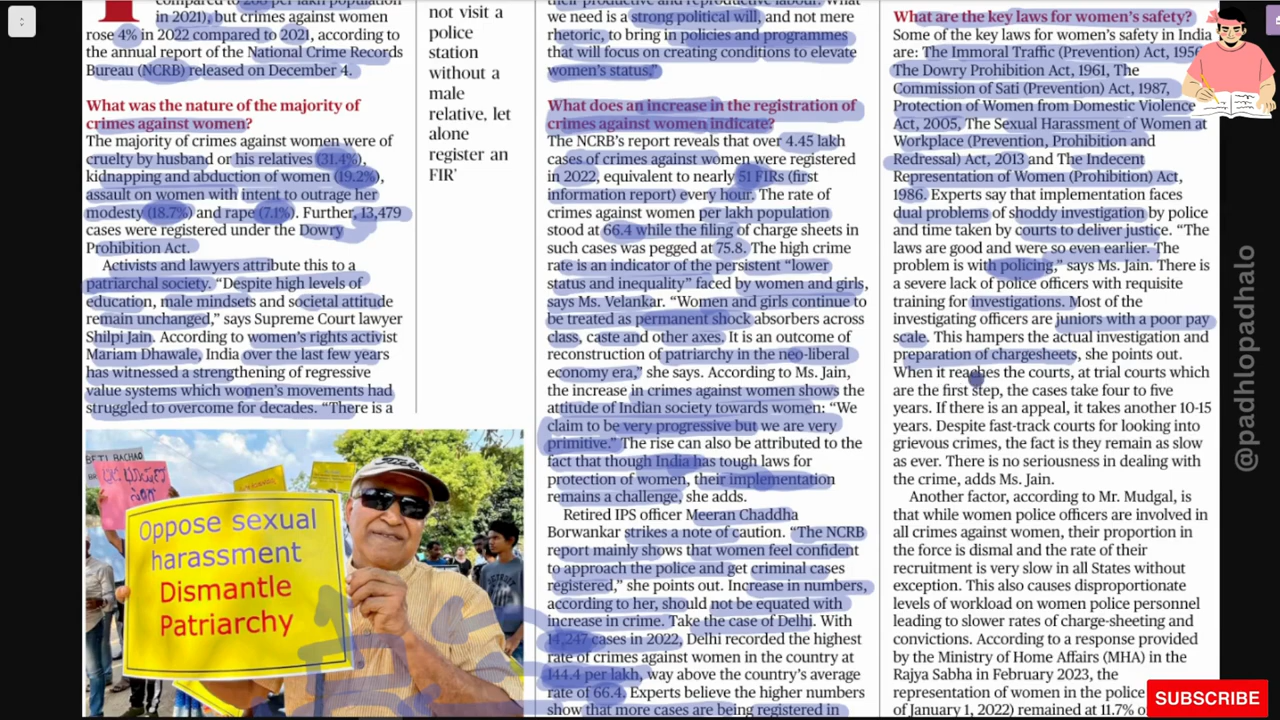 compared to 268 per lakh population
in 2021), but crimes against women
rose 4% in 2022 compared to 2021, according to
the annual report of the National Crime Records
Bureau (NCRB) released on December 4.
What was the nature of the majority of
crimes against women?
The majority of crimes against women were of
cruelty by husband or his relatives (31.4%),
kidnapping and abduction of women (19.2%),
assault on women with intent to outrage her
modesty (18.7%) and rape (7.1%). Further, 13,479
cases were registered under the Dowry
Prohibition Act.
Activists and lawyers attribute this to a
patriarchal society. “Despite high levels of
education, male mindsets and societal attitude
remain unchanged,” says Supreme Court lawyer
Shilpi Jain. According to women’s rights activist
Mariam Dhawale, India over the last few years
has witnessed a strengthening of regressive
value systems which women’s movements had
struggled to overcome for decades. “There is a
BETI BACHAO
Oppose sexual
harassment
Dismantle
Patriarchy
not visit a
police
station
without a
male
relative, let
alone
register an
FIR’
their productive and reproductive labour. What
we need is a strong political will, and not mere
rhetoric, to bring in policies and programmes
that will focus on creating conditions to elevate
women’s status,”
What does an increase in the registration of
crimes against women indicate?
The NCRB’s report reveals that over 4.45 lakh
cases of crimes against women were registered
in 2022, equivalent to nearly 51 FIRs (first
information report) every hour. The rate of
crimes against women per lakh population
stood at 66.4 while the filing of charge sheets in
such cases was pegged at 75.8. The high crime
rate is an indicator of the persistent “lower
status and inequality” faced by women and girls,
says Ms. Velankar. “Women and girls continue to
be treated as permanent shock absorbers across
class, caste and other axes. It is an outcome of
reconstruction of patriarchy in the neo-liberal
economy era,” she says. According to Ms. Jain,
the increase in crimes against women shows the
attitude of Indian society towards women: “We
claim to be very progressive but we are very
primitive.” The rise can also be attributed to the
fact that though India has tough laws for
protection of women, their implementation
remains a challenge, she adds.
Retired IPS officer Meeran Chaddha
Borwankar strikes a note of caution. “The NCRB
report mainly shows that women feel confident
to approach the police and get criminal cases
registered,” she points out. Increase in numbers,
according to her, should not be equated with
increase in crime. Take the case of Delhi. With
14,247 cases in 2022, Delhi recorded the highest
rate of crimes against women in the country at
144.4 per lakh, way above the country’s average
rate of 66.4. Experts believe the higher numbers
show that more cases are being registered in
What are the key laws for women’s safety?
Some of the key laws for women’s safety in India
are: The Immoral Traffic (Prevention) Act, 1956
The Dowry Prohibition Act, 1961, The
Commission of Sati (Prevention) Act, 1987,
Protection of Women from Domestic Violence
Act, 2005, The Sexual Harassment of Women at
Workplace (Prevention, Prohibition and
Redressal) Act, 2013 and The Indecent
Representation of Women (Prohibition) Act,
1986. Experts say that implementation faces
dual problems of shoddy investigation by police
and time taken by courts to deliver justice. “The
laws are good and were so even earlier. The
problem is with policing,” says Ms. Jain. There is
a severe lack of police officers with requisite
training for investigations. Most of the
investigating officers are juniors with a poor pay
scale. This hampers the actual investigation and
preparation of chargesheets, she points out.
When it reaches the courts, at trial courts which
are the first step, the cases take four to five
years. If there is an appeal, it takes another 10-15
years. Despite fast-track courts for looking into
grievous crimes, the fact is they remain as slow
as ever. There is no seriousness in dealing with
the crime, adds Ms. Jain.
Another factor, according to Mr. Mudgal, is
that while women police officers are involved in
all crimes against women, their proportion in
the force is dismal and the rate of their
recruitment is very slow in all States without
exception. This also causes disproportionate
levels of workload on women police personnel
leading to slower rates of charge-sheeting and
convictions. According to a response provided
by the Ministry of Home Affairs (MHA) in the
Rajya Sabha in February 2023, the
representation of women in the police
of January 1, 2022) remained at 11.7% o
@padhlopadhalo
SUBSCRIBE